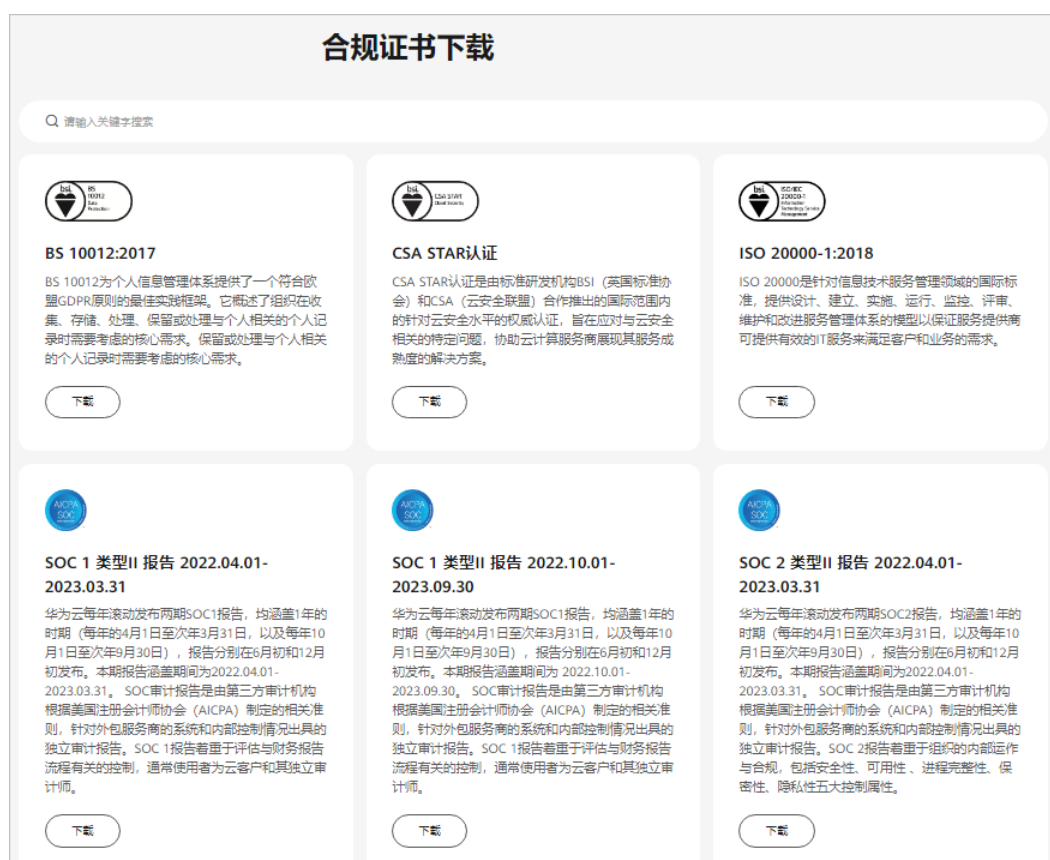 合规证书下载
请输入关键字搜索
bsi.
BS
10012
Data
Protection
BS 10012:2017
BS 10012为个人信息管理体系提供了一个符合欧
盟GDPR原则的最佳实践框架。它概述了组织在收
集、存储、处理、保留或处理与个人相关的个人记
录时需要考虑的核心需求。保留或处理与个人相关
的个人记录时需要考虑的核心需求。
下载
bsi.
CSA STAR
Cloud Security
CSA STAR认证
CSA STAR认证是由标准研发机构BSI（英国标准协
会）和CSA（云安全联盟）合作推出的国际范围内
的针对云安全水平的权威认证，旨在应对与云安全
相关的特定问题，协助云计算服务商展现其服务成
熟度的解决方案。
下载
bsi.
ISO/IEC
20000-1
Information
Technology Service
Management
ISO 20000-1:2018
ISO 20000是针对信息技术服务管理领域的国际标
准，提供设计、建立、实施、运行、监控、评审、
维护和改进服务管理体系的模型以保证服务提供商
可提供有效的IT服务来满足客户和业务的需求。
下载
AICPA
SOC
SOC 1 类型II 报告 2022.04.01-
2023.03.31
华为云每年滚动发布两期SOC1报告，均涵盖1年的
时期（每年的4月1日至次年3月31日，以及每年10
月1日至次年9月30日），报告分别在6月初和12月
初发布。本期报告涵盖期间为2022.04.01-
2023.03.31。 SOC审计报告是由第三方审计机构
根据美国注册会计师协会（AICPA）制定的相关准
则，针对外包服务商的系统和内部控制情况出具的
独立审计报告。SOC 1报告着重于评估与财务报告
流程有关的控制，通常使用者为云客户和其独立审
计师。
下载
AICPA
SOC
SOC 1 类型II 报告 2022.10.01-
2023.09.30
华为云每年滚动发布两期SOC1报告，均涵盖1年的
时期（每年的4月1日至次年3月31日，以及每年10
月1日至次年9月30日），报告分别在6月初和12月
初发布。本期报告涵盖期间为 2022.10.01-
2023.09.30。 SOC审计报告是由第三方审计机构
根据美国注册会计师协会（AICPA）制定的相关准
则，针对外包服务商的系统和内部控制情况出具的
独立审计报告。SOC 1报告着重于评估与财务报告
流程有关的控制，通常使用者为云客户和其独立审
计师。
下载
AICPA
SOC
SOC 2 类型II 报告 2022.04.01-
2023.03.31
华为云每年滚动发布两期SOC2报告，均涵盖1年的
时期（每年的4月1日至次年3月31日，以及每年10
月1日至次年9月30日），报告分别在6月初和12月
初发布。本期报告涵盖期间为2022.04.01-
2023.03.31。 SOC审计报告是由第三方审计机构
根据美国注册会计师协会（AICPA）制定的相关准
则，针对外包服务商的系统和内部控制情况出具的
独立审计报告。SOC 2报告着重于组织的内部运作
与合规，包括安全性、可用性 、进程完整性、保
密性、隐私性五大控制属性。
下载